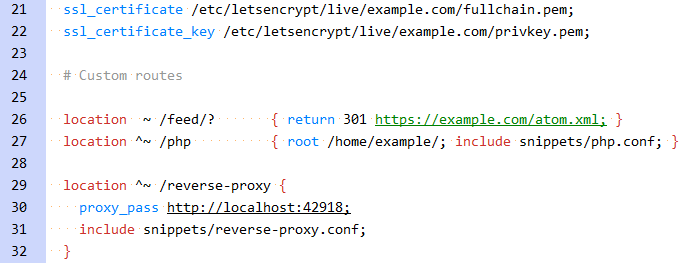 21 ssl_certificate /etc/letsencrypt/live/example.com/fullchain.pem;
22 ssl_certificate_key /etc/letsencrypt/live/example.com/privkey.pem;
23
24 # Custom routes
25
26 location  ~ /feed/?       { return 301 https://example.com/atom.xml; }
27 location ^~ /php          { root /home/example/; include snippets/php.conf; }
28
29 location ^~ /reverse-proxy {
30   proxy_pass http://localhost:42918;
31   include snippets/reverse-proxy.conf;
32 }